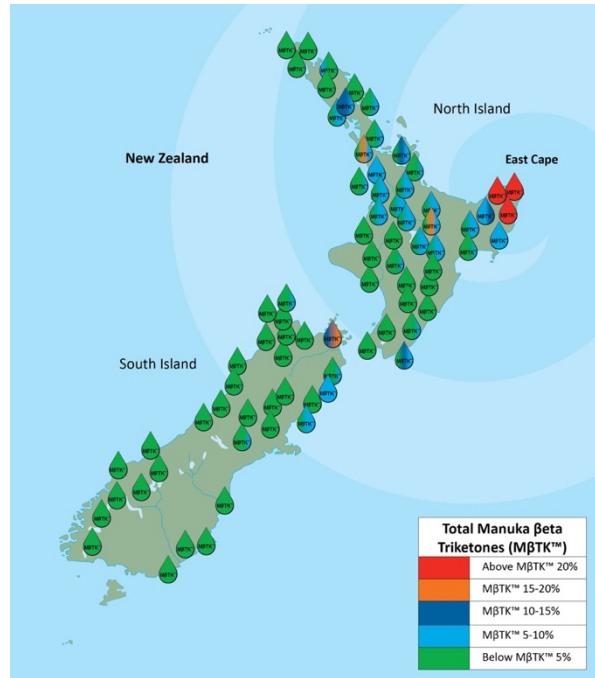 North Island
New Zealand
East Cape
South Island
Total Manuka βeta
Triketones (MβTK™)
Above MβTK™ 20%
MβTK™ 15-20%
MβTK™ 10-15%
MβTK™ 5-10%
Below MβTK™ 5%